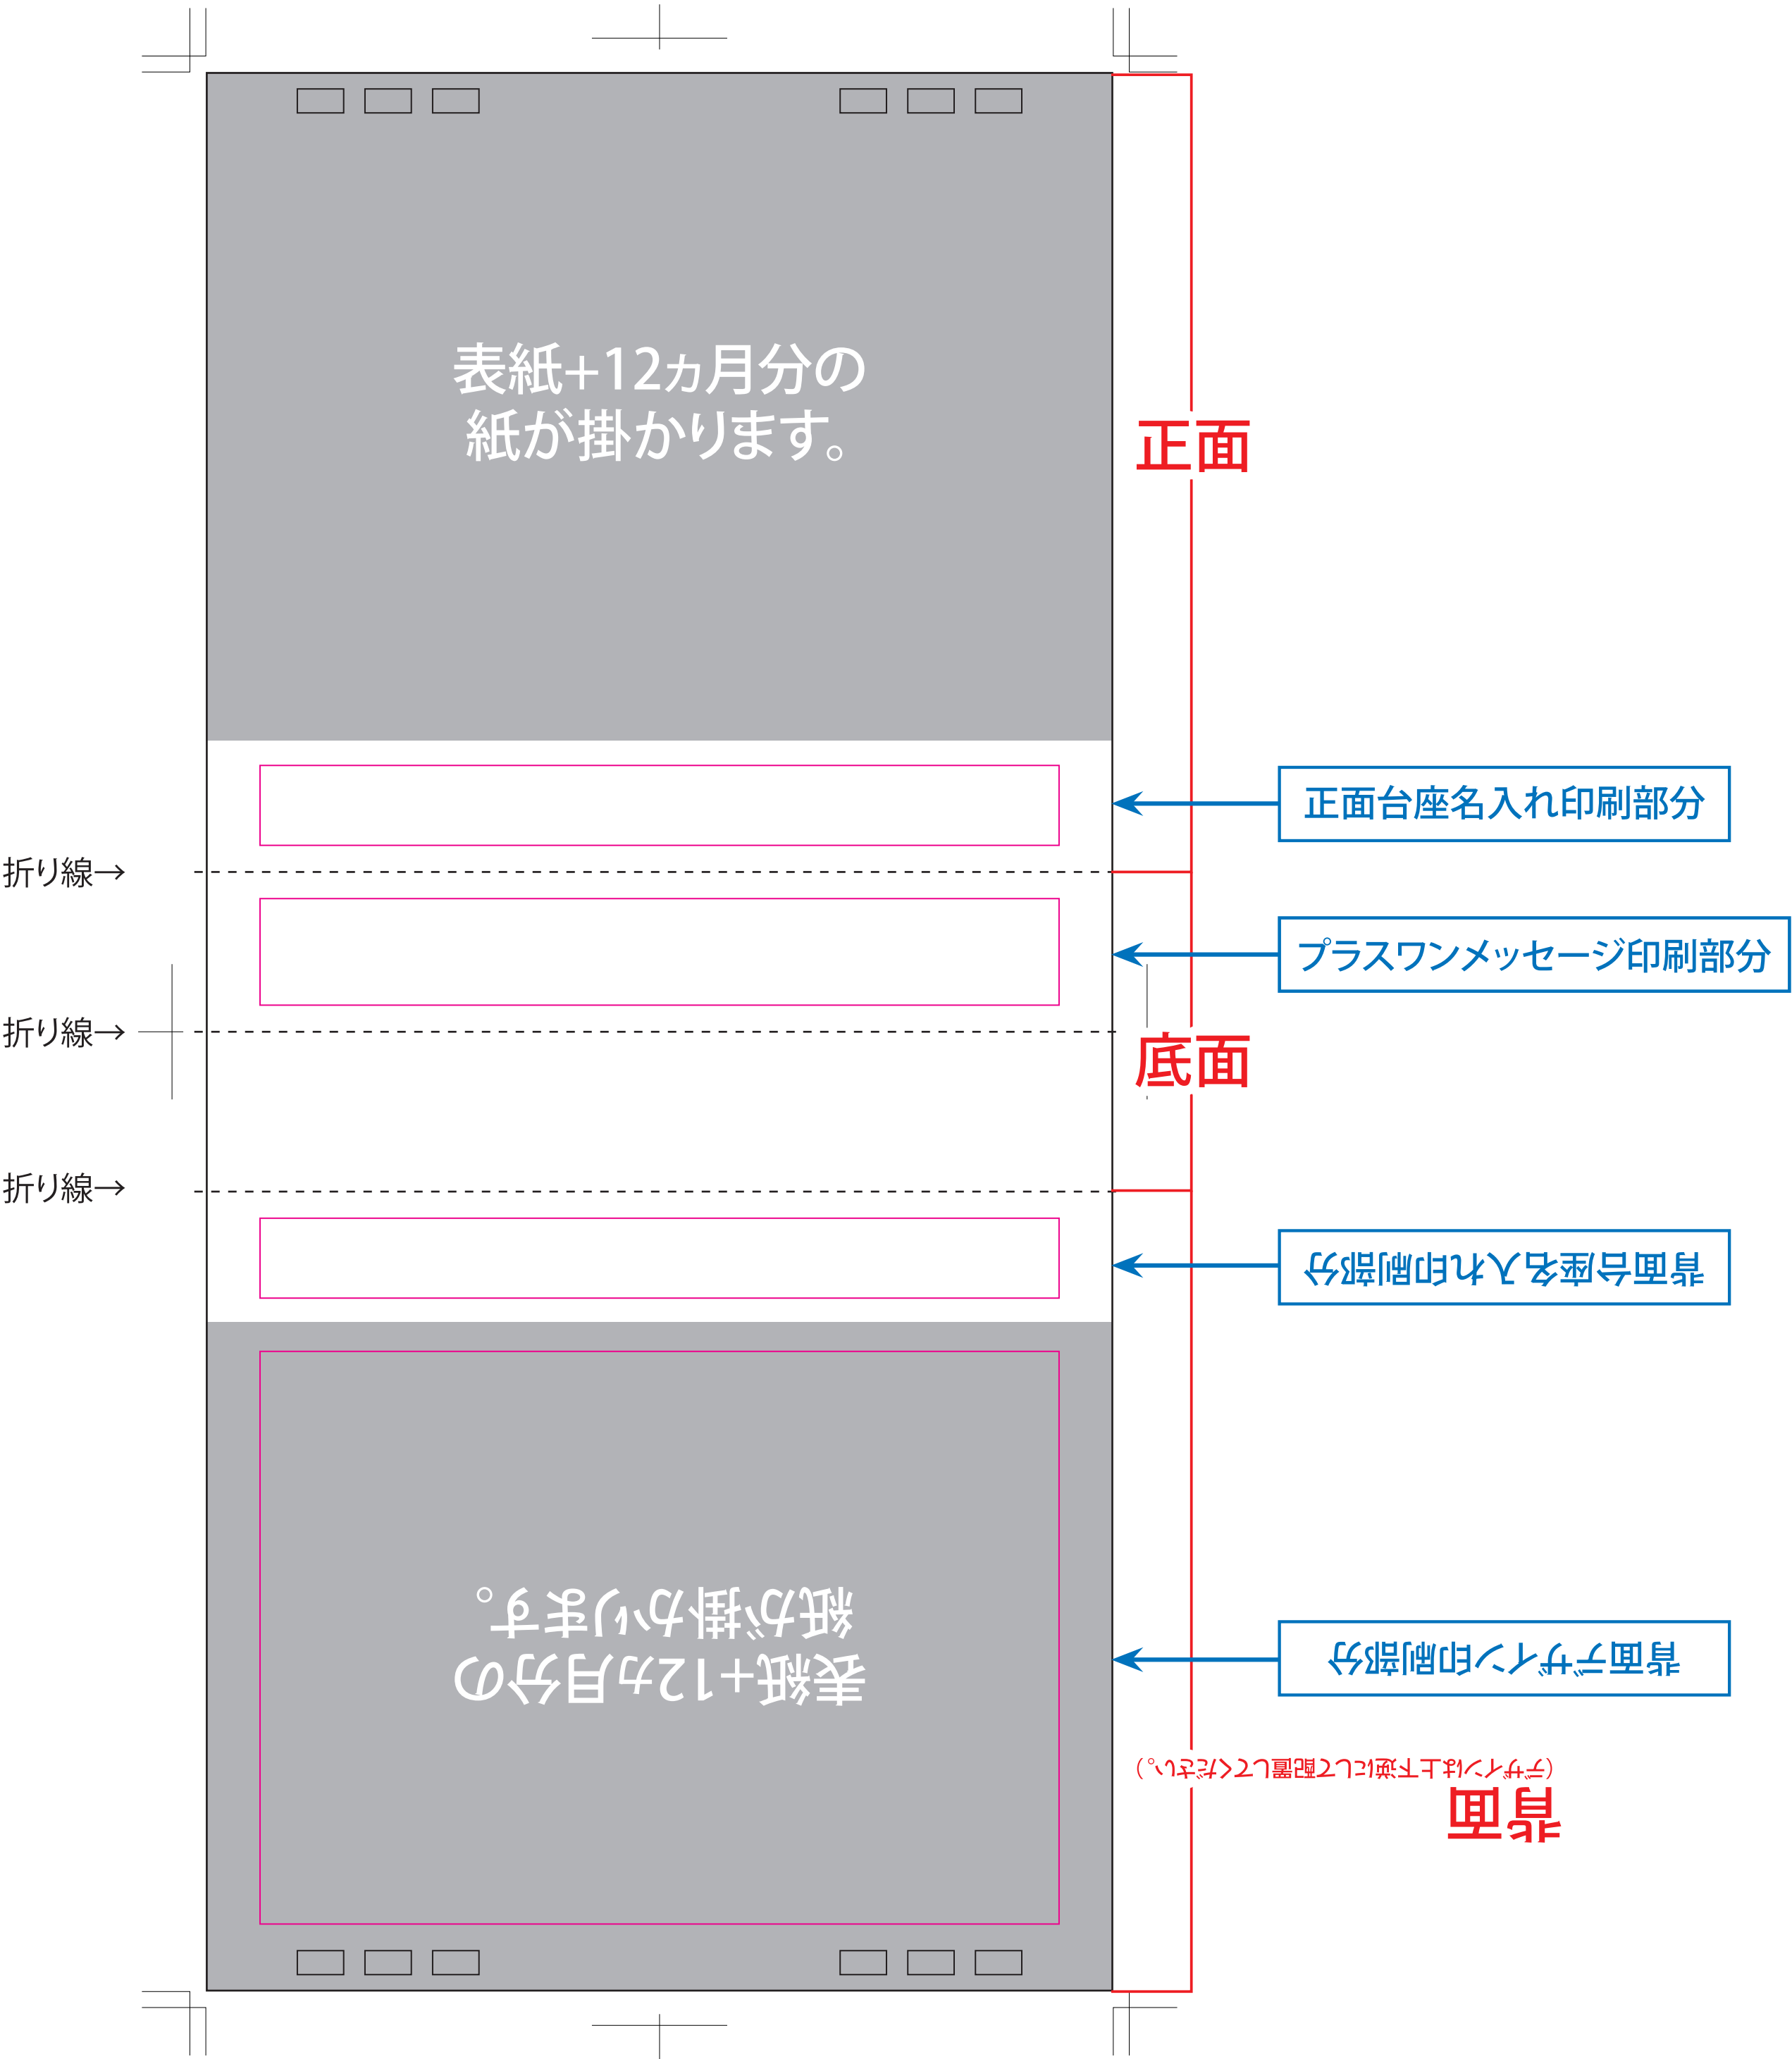 表紙+12ヵ月分の
紙が掛かります。
正面
正面台座名入れ印刷部分
折り線→
プラスワンメッセージ印刷部分
折り線→
底面
折り線→
背面台座名入れ印刷部分
表紙+12ヵ月分の
紙が掛かります。
背面デザイン印刷部分
背面
(デザインは上下逆にして配置してください。)